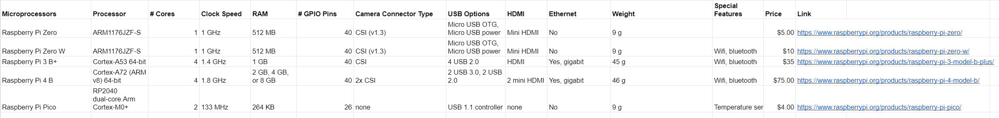 Microprocessors Processor # Cores Clock Speed RAM # GPIO Pins Camera Connector Type USB Options HDMI Ethernet Weight Special Features Price Link
Raspberry Pi Zero ARM1176JZF-S 1 1 GHz 512 MB 40 CSI (v1.3) Micro USB OTG, Micro USB power Mini HDMI No 9 g $5.00 https://www.raspberrypi.org/products/raspberry-pi-zero/
Raspberry Pi Zero W ARM1176JZF-S 1 1 GHz 512 MB 40 CSI (v1.3) Micro USB OTG, Micro USB power Mini HDMI No 9 g Wifi, bluetooth $10 https://www.raspberrypi.org/products/raspberry-pi-zero-w/
Raspberry Pi 3 B+ Cortex-A53 64-bit 4 1.4 GHz 1 GB 40 CSI 4 USB 2.0 HDMI Yes, gigabit 45 g Wifi, bluetooth $35 https://www.raspberrypi.org/products/raspberry-pi-3-model-b-plus/
Raspberry Pi 4 B Cortex-A72 (ARM v8) 64-bit 4 1.8 GHz 2 GB, 4 GB, or 8 GB 40 2x CSI 2 USB 3.0, 2 USB 2.0 2 mini HDMI Yes, gigabit 46 g Wifi, bluetooth $75.00 https://www.raspberrypi.org/products/raspberry-pi-4-model-b/
Raspberry Pi Pico RP2040 dual-core Arm Cortex-M0+ 2 133 MHz 264 KB 26 none USB 1.1 controller none No 9 g Temperature ser $4.00 https://www.raspberrypi.org/products/raspberry-pi-pico/